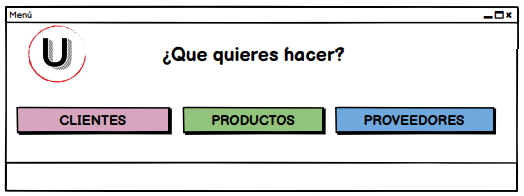 Menú
U
¿Que quieres hacer?
CLIENTES PRODUCTOS PROVEEDORES